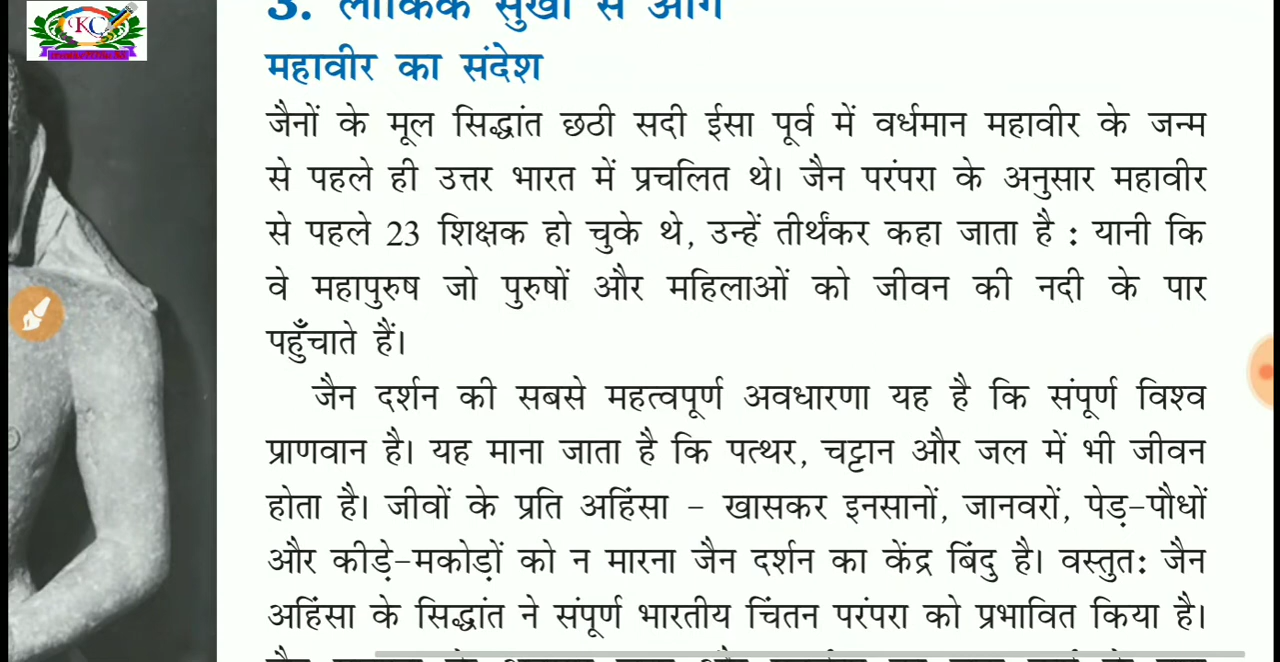 KC
3. लौकिक सुखों से आगे
महावीर का संदेश
जैनों के मूल सिद्धांत छठी सदी ईसा पूर्व में वर्धमान महावीर के जन्म
से पहले ही उत्तर भारत में प्रचलित थे। जैन परंपरा के अनुसार महावीर
से पहले 23 शिक्षक हो चुके थे, उन्हें तीर्थंकर कहा जाता है : यानी कि
वे महापुरुष जो पुरुषों और महिलाओं को जीवन की नदी के पार
पहुँचाते हैं।
जैन दर्शन की सबसे महत्वपूर्ण अवधारणा यह है कि संपूर्ण विश्व
प्राणवान है। यह माना जाता है कि पत्थर, चट्टान और जल में भी जीवन
होता है। जीवों के प्रति अहिंसा – खासकर इनसानों, जानवरों, पेड़-पौधों
और कीड़े-मकोड़ों को न मारना जैन दर्शन का केंद्र बिंदु है। वस्तुत: जैन
अहिंसा के सिद्धांत ने संपूर्ण भारतीय चिंतन परंपरा को प्रभावित किया है।